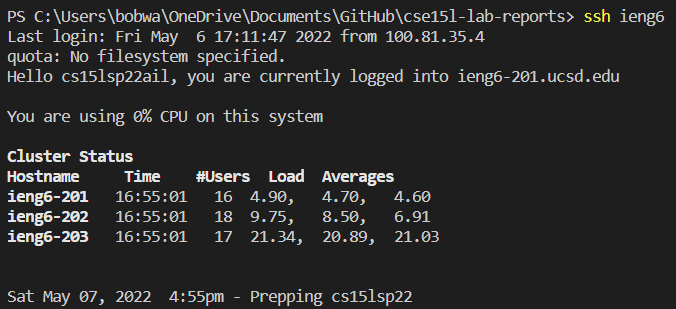 PS C:\Users\bobwa\OneDrive\Documents\GitHub\cse15l-lab-reports> ssh ieng6
Last login: Fri May  6 17:11:47 2022 from 100.81.35.4
quota: No filesystem specified.
Hello cs15lsp22ail, you are currently logged into ieng6-201.ucsd.edu
You are using 0% CPU on this system
Cluster Status
Hostname     Time    #Users  Load  Averages
ieng6-201   16:55:01   16  4.90,   4.70,   4.60
ieng6-202   16:55:01   18  9.75,   8.50,   6.91
ieng6-203   16:55:01   17  21.34,  20.89,  21.03
Sat May 07, 2022  4:55pm - Prepping cs15lsp22